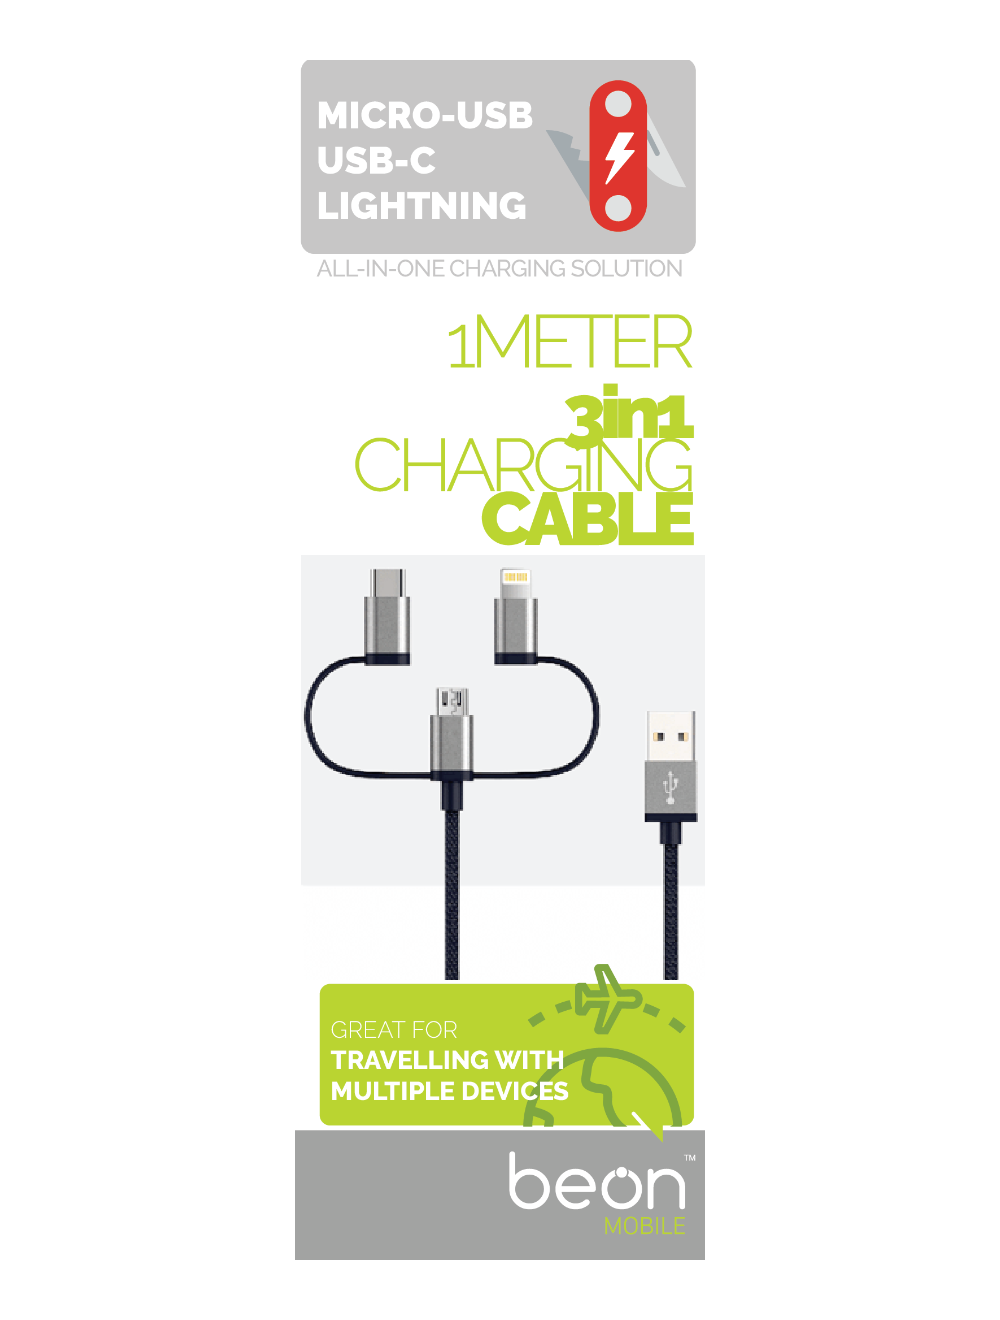 MICRO-USB
USB-C
LIGHTNING
ALL-IN-ONE CHARGING SOLUTION
1METER
3in1
CHARGING
CABLE
GREAT FOR
TRAVELLING WITH
MULTIPLE DEVICES
beon™
MOBILE